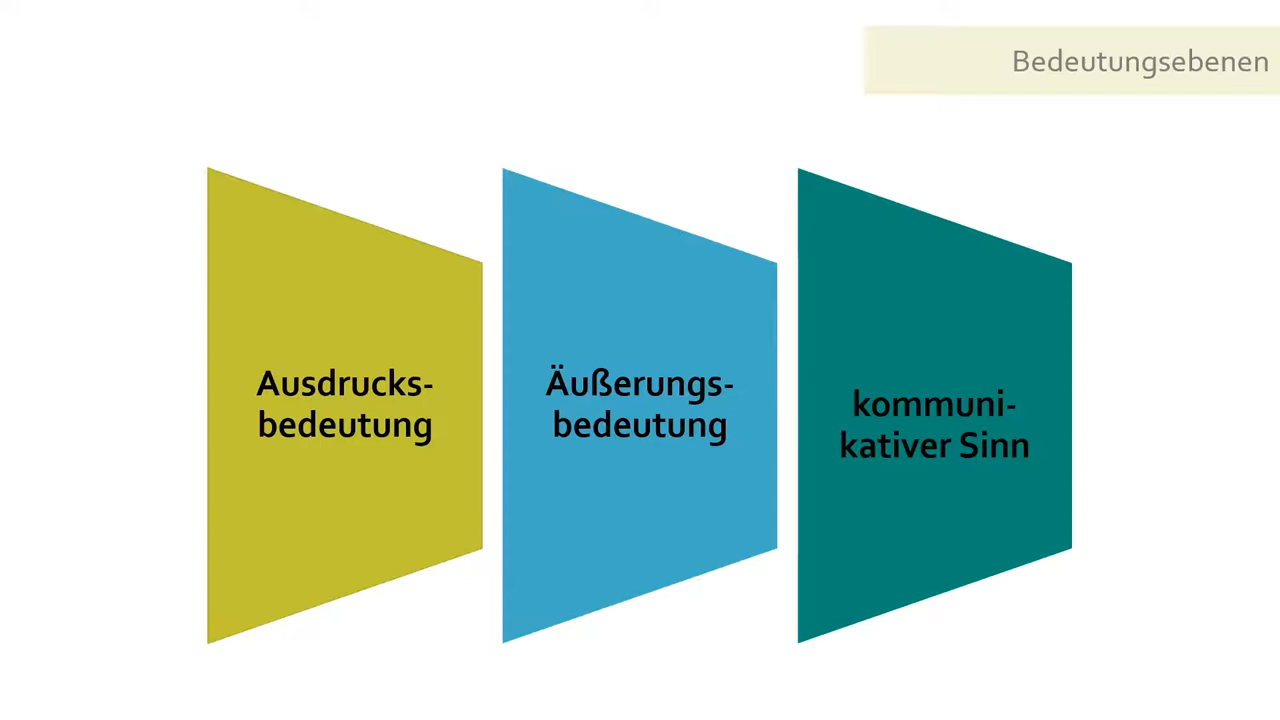 Bedeutungsebenen
Ausdrucks-
bedeutung
Äußerungs-
bedeutung
kommuni-
kativer Sinn